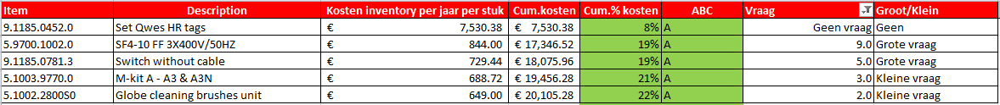 Item Description Kosten inventory per jaar per stuk Cum.kosten Cum.% kosten ABC Vraag Groot/Klein
9.1185.0452.0 Set Qwes HR tags € 7,530.38 € 7,530.38 8% A Geen vraag Geen
5.9700.1002.0 SF4-10 FF 3X400V/50HZ € 844.00 € 17,346.52 19% A 9.0 Grote vraag
9.1185.0781.3 Switch without cable € 729.44 € 18,075.96 19% A 5.0 Grote vraag
5.1003.9770.0 M-kit A - A3 & A3N € 688.72 € 19,456.28 21% A 3.0 Kleine vraag
5.1002.2800S0 Globe cleaning brushes unit € 649.00 € 20,105.28 22% A 2.0 Kleine vraag